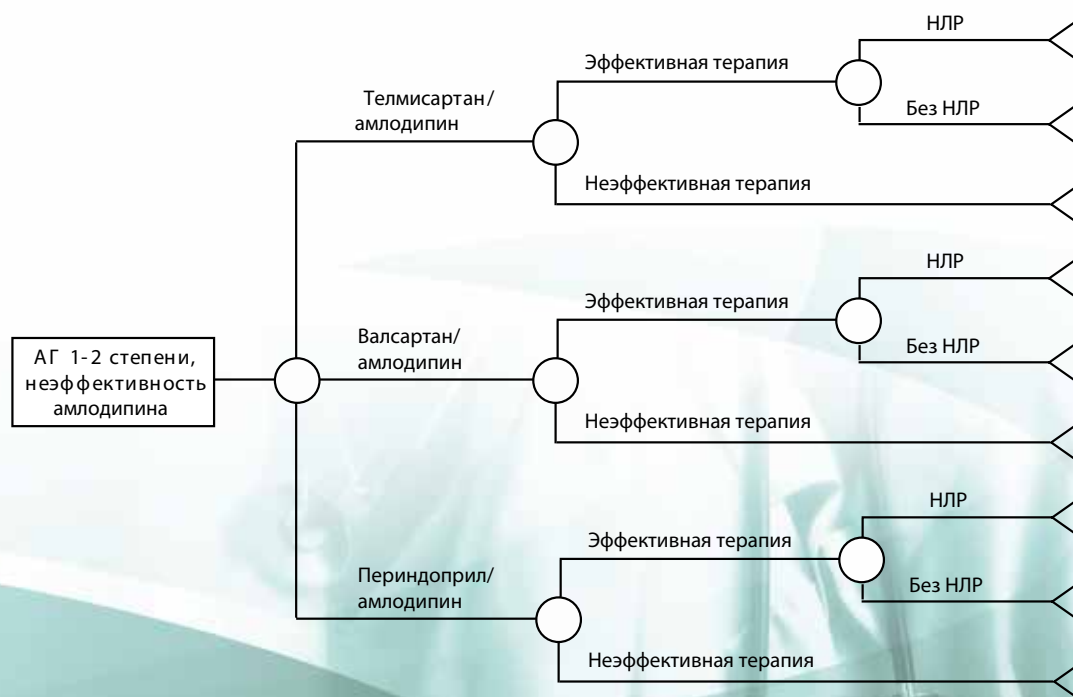 НЛР
Эффективная терапия
Без НЛР
Телмисартан/
амлодипин
Неэффективная терапия
НЛР
Эффективная терапия
Без НЛР
Валсартан/
амлодипин
АГ 1-2 степени,
неэффективность
амлодипина
Неэффективная терапия
НЛР
Эффективная терапия
Без НЛР
Периндоприл/
амлодипин
Неэффективная терапия